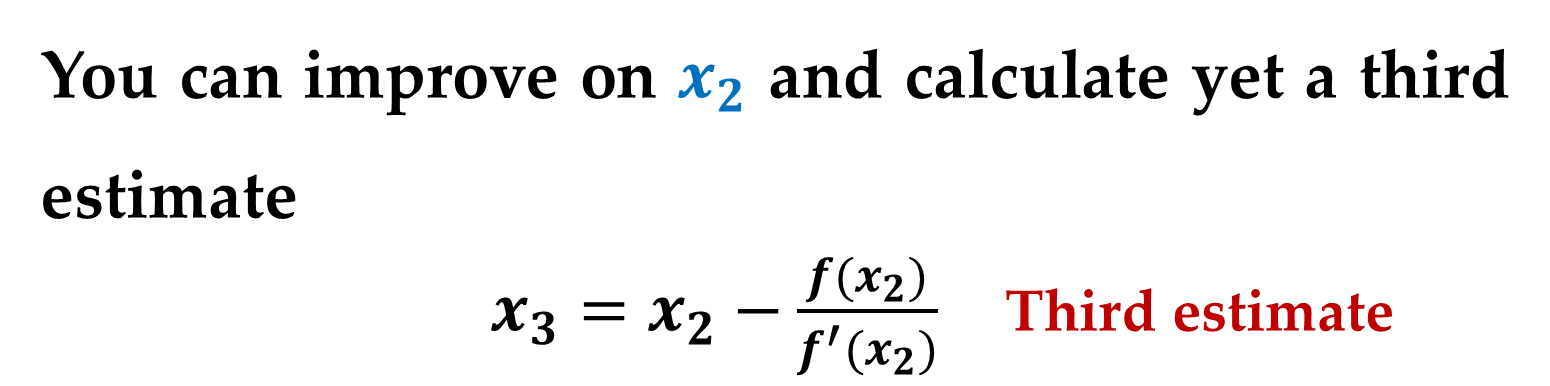 You can improve on x₂ and calculate yet a third
estimate
x₃ = x₂ − f(x₂)/f′(x₂) Third estimate